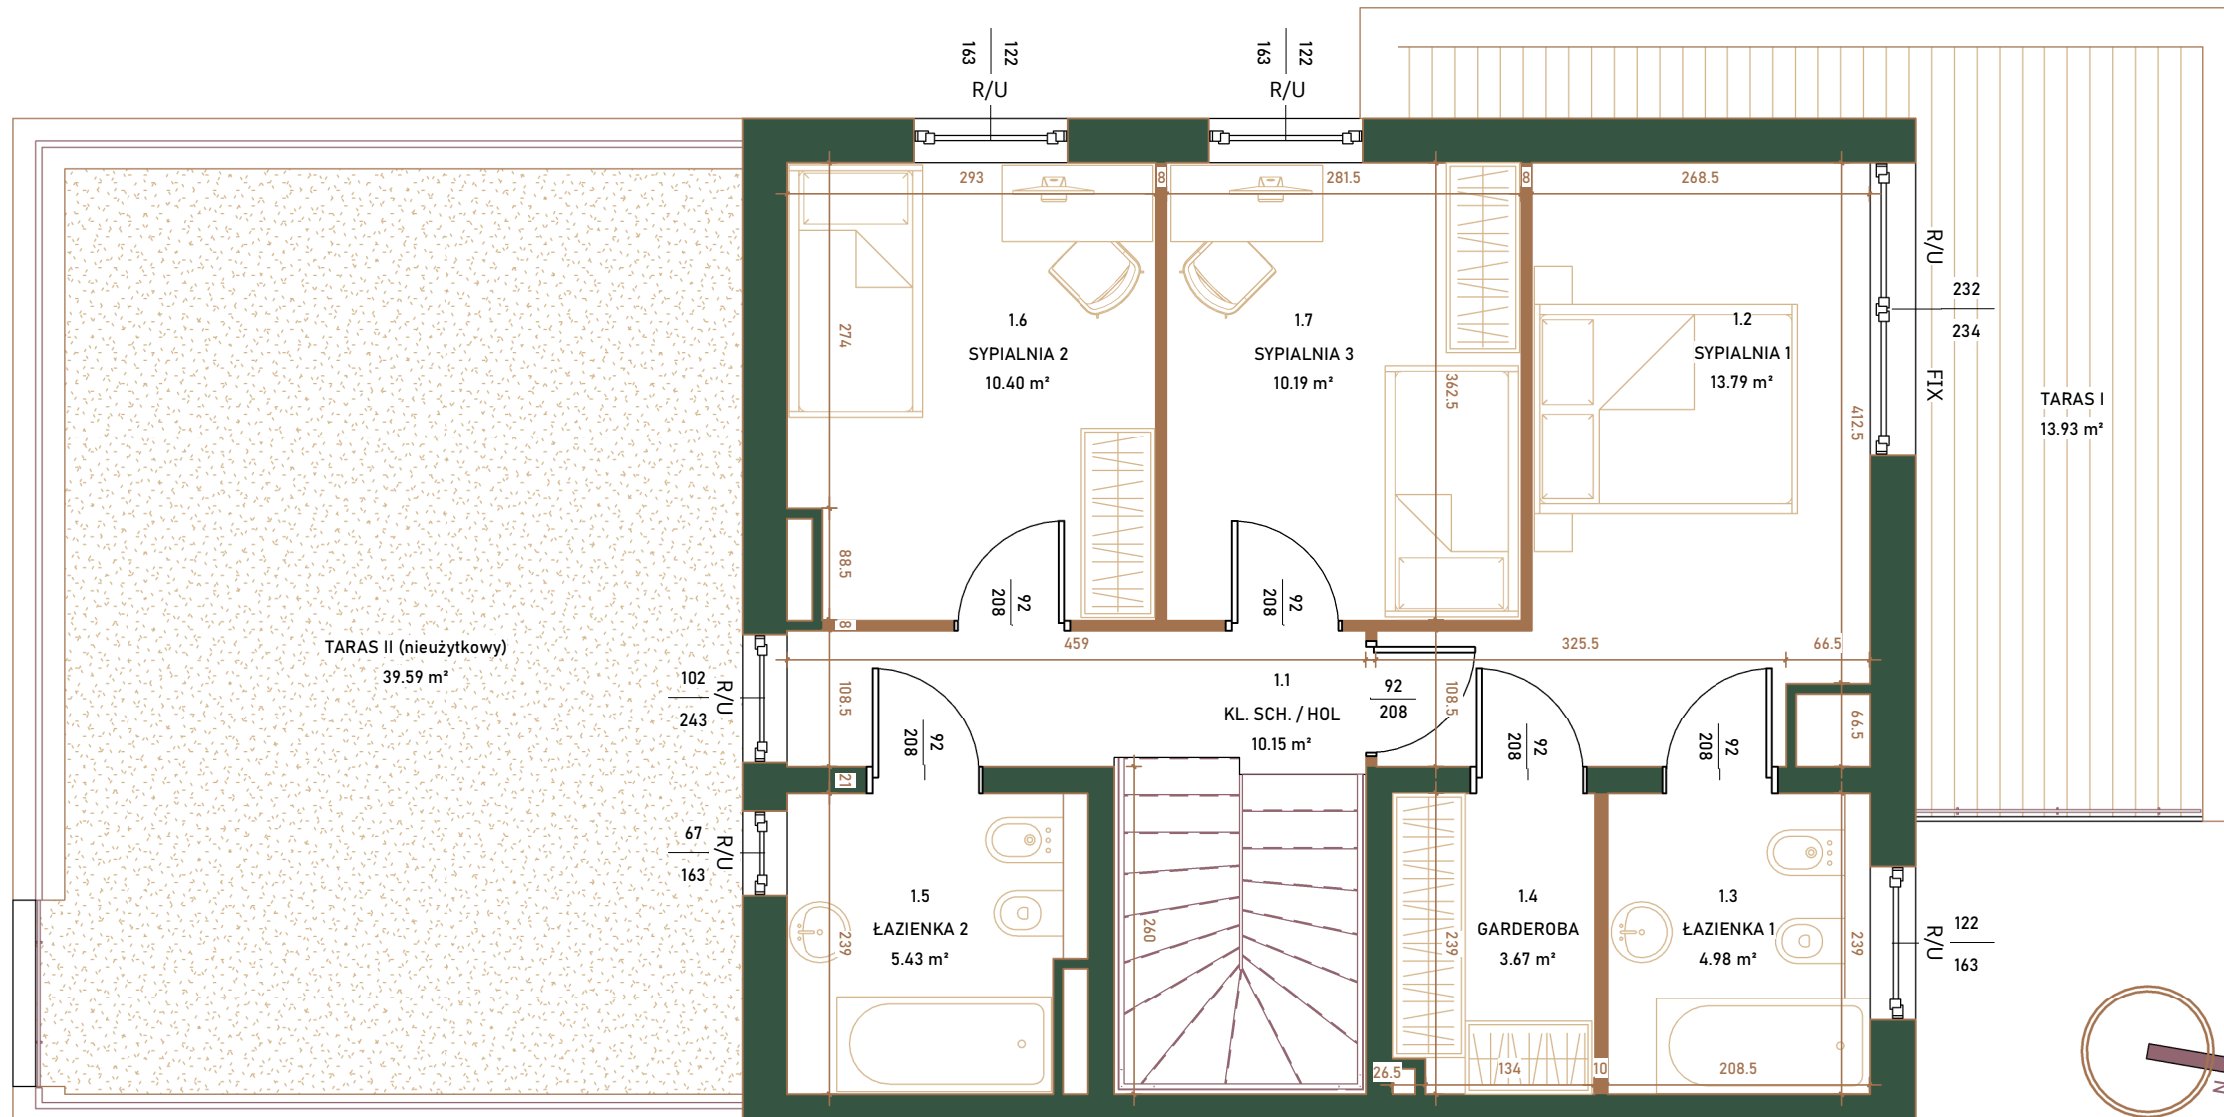 163
122
R/U
163
122
R/U
293
8
281.5
8
268.5
R/U
232
234
FIX
274
1.6
SYPIALNIA 2
10.40 m²
1.7
SYPIALNIA 3
10.19 m²
362.5
1.2
SYPIALNIA 1
13.79 m²
412.5
TARAS I
13.93 m²
88.5
92
208
92
208
8
459
325.5
66.5
TARAS II (nieużytkowy)
39.59 m²
102
243
R/U
108.5
1.1
KL. SCH. / HOL
10.15 m²
92
208
108.5
66.5
92
208
92
208
92
208
21
67
163
R/U
1.5
ŁAZIENKA 2
5.43 m²
239
260
239
1.4
GARDEROBA
3.67 m²
1.3
ŁAZIENKA 1
4.98 m²
239
122
163
R/U
26.5
134
10
208.5
N